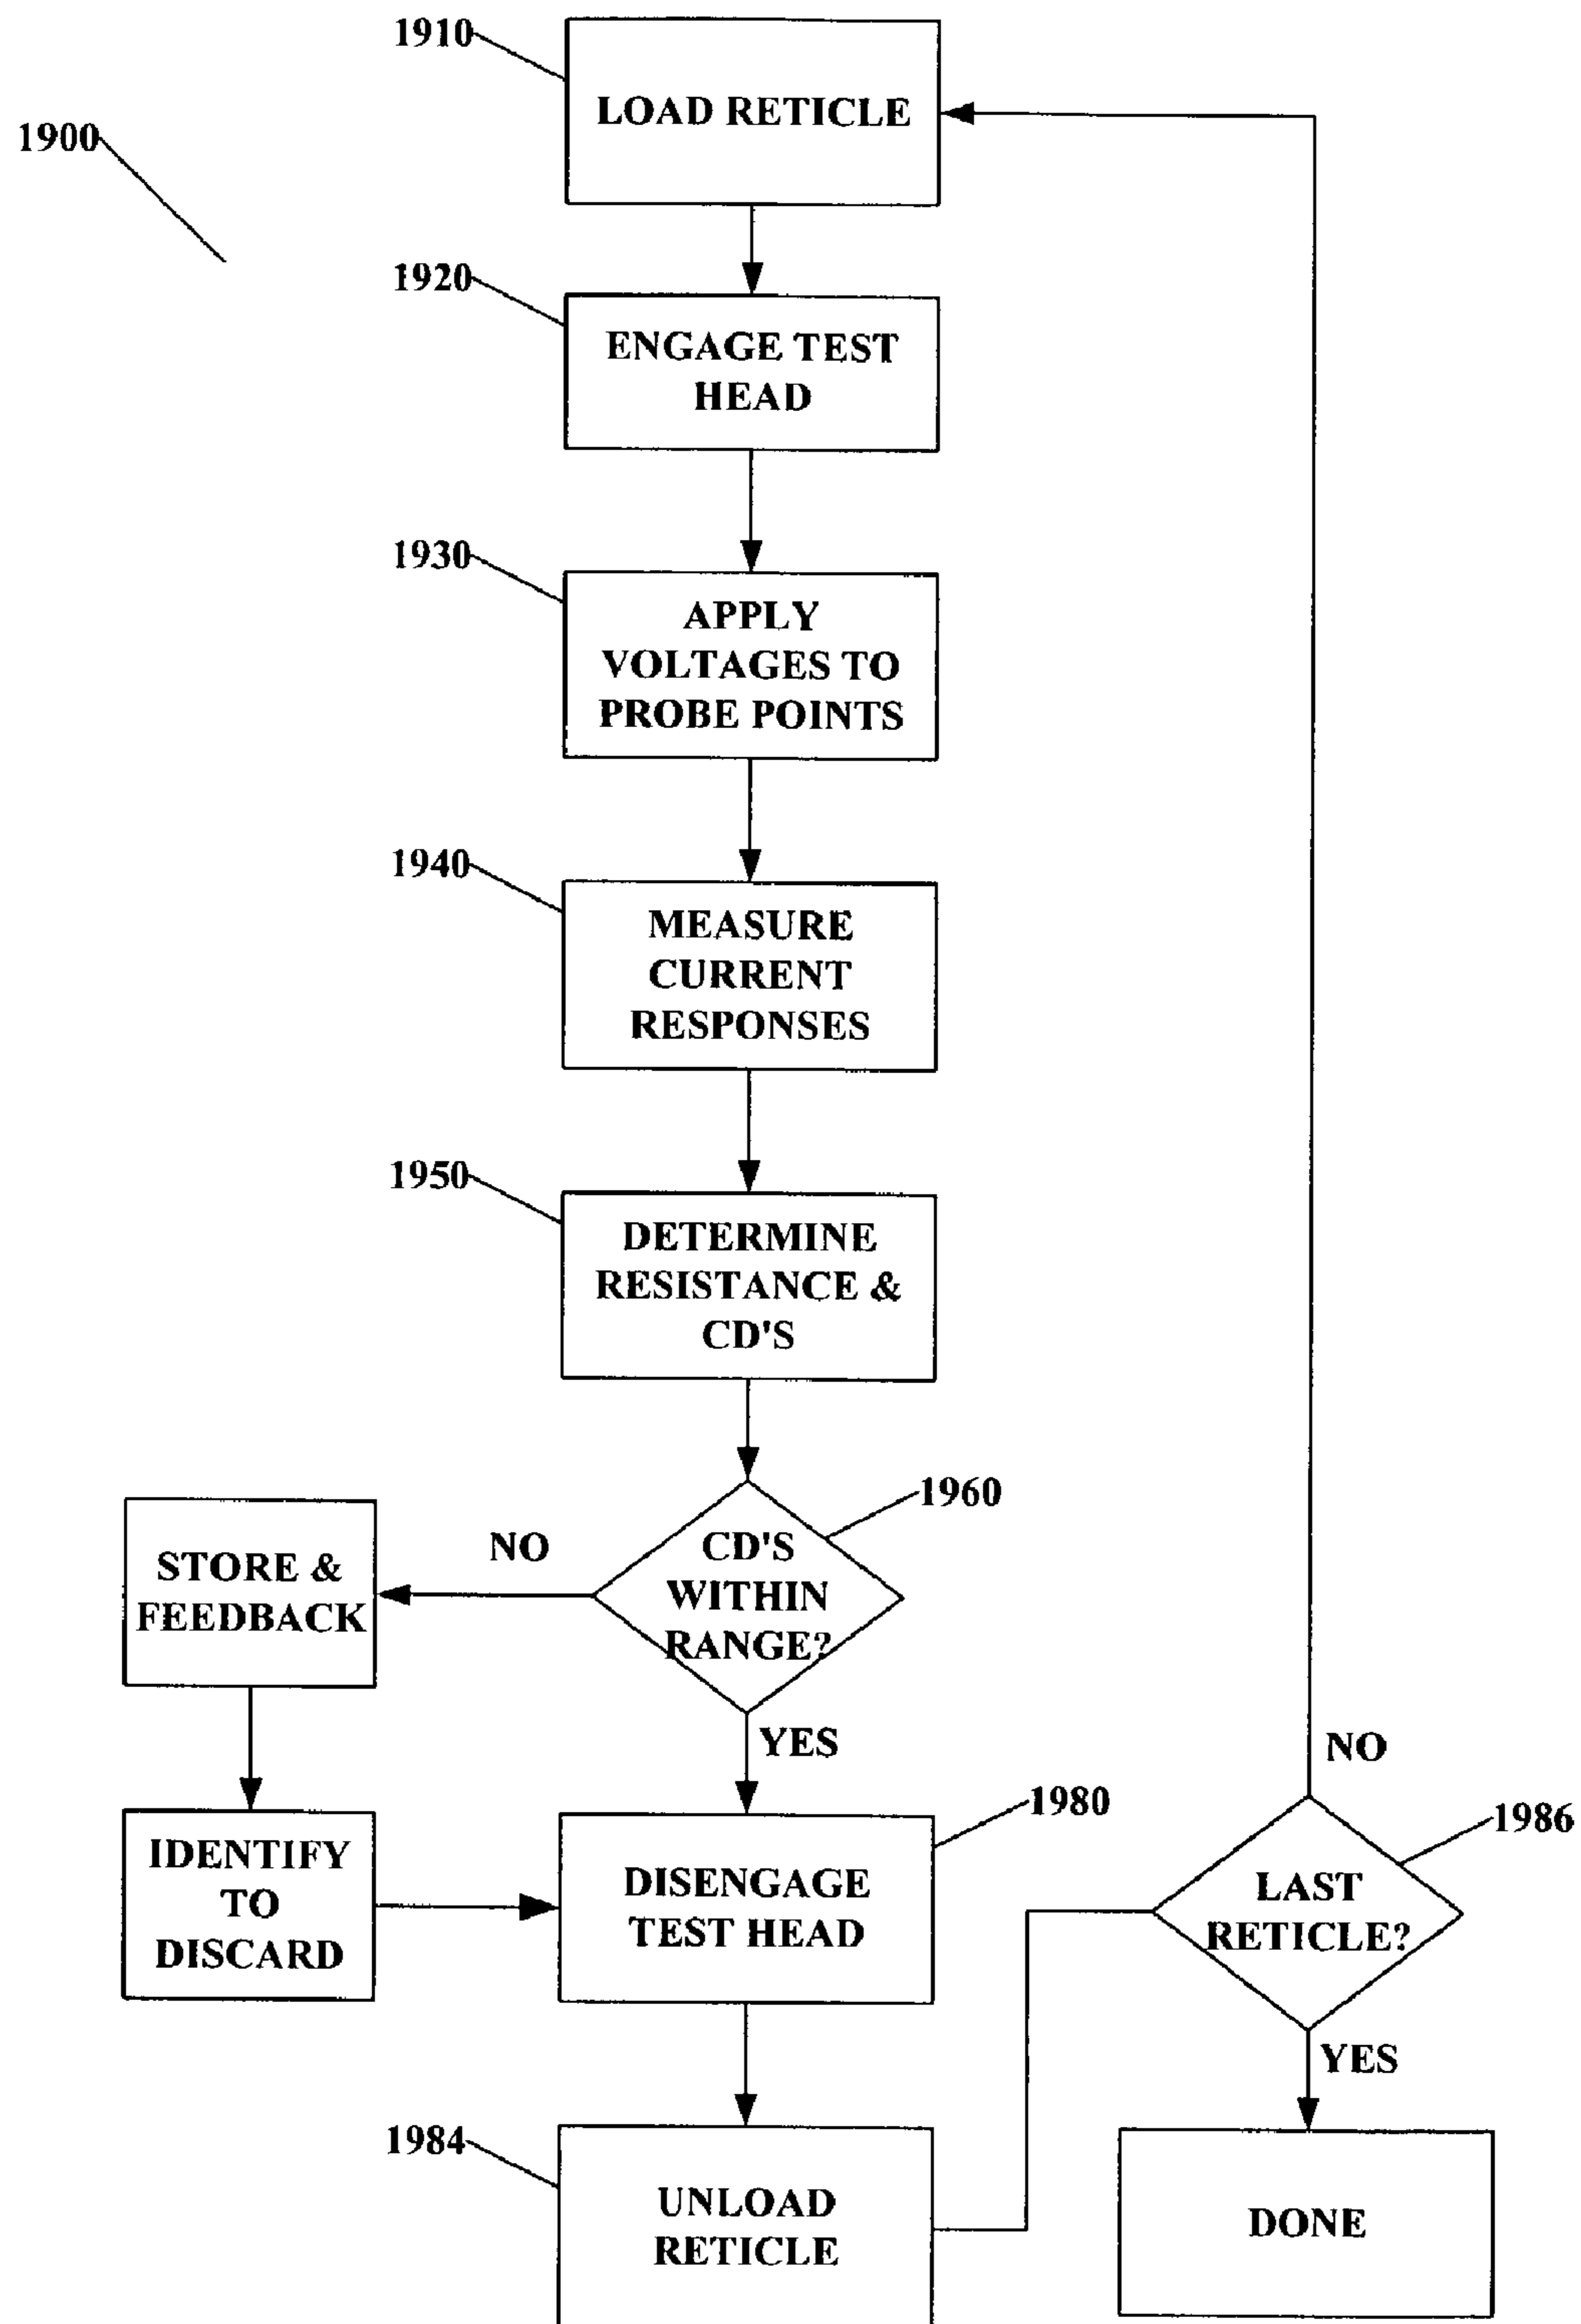 1910
LOAD RETICLE
1900
1920
ENGAGE TEST
HEAD
1930
APPLY
VOLTAGES TO
PROBE POINTS
1940
MEASURE
CURRENT
RESPONSES
1950
DETERMINE
RESISTANCE &
CD'S
1960
CD'S
WITHIN
RANGE?
NO
STORE &
FEEDBACK
YES
IDENTIFY
TO
DISCARD
1980
DISENGAGE
TEST HEAD
1984
UNLOAD
RETICLE
NO
1986
LAST
RETICLE?
YES
DONE